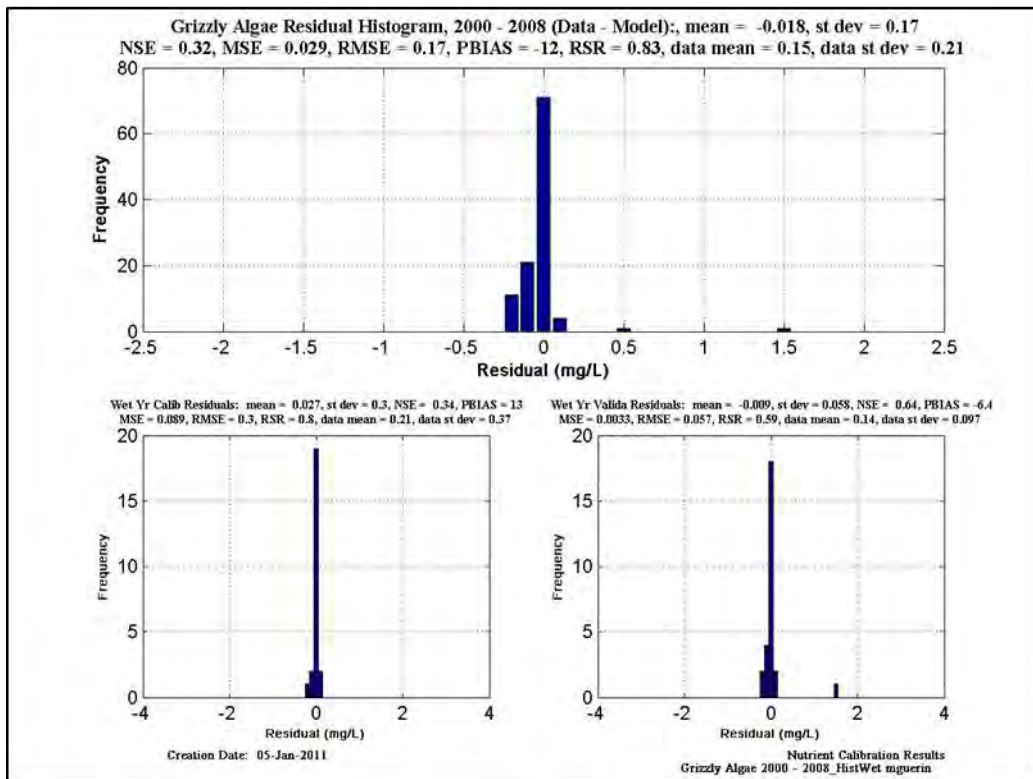 Grizzly Algae Residual Histogram, 2000 - 2008 (Data - Model):, mean = -0.018, st dev = 0.17
NSE = 0.32, MSE = 0.029, RMSE = 0.17, PBIAS = -12, RSR = 0.83, data mean = 0.15, data st dev = 0.21
80
60
40
20
0
Frequency
-2.5 -2 -1.5 -1 -0.5 0 0.5 1 1.5 2 2.5
Residual (mg/L)
Wet Yr Calib Residuals: mean = 0.027, st dev = 0.3, NSE = 0.34, PBIAS = 13
MSE = 0.089, RMSE = 0.3, RSR = 0.8, data mean = 0.21, data st dev = 0.37
20
15
10
5
0
Frequency
-4 -2 0 2 4
Residual (mg/L)
Wet Yr Valida Residuals: mean = -0.009, st dev = 0.058, NSE = 0.64, PBIAS = -6.4
MSE = 0.0033, RMSE = 0.057, RSR = 0.59, data mean = 0.14, data st dev = 0.097
20
15
10
5
0
Frequency
-4 -2 0 2 4
Residual (mg/L)
Creation Date: 05-Jan-2011
Nutrient Calibration Results
Grizzly Algae 2000 - 2008_HistWet mguerin